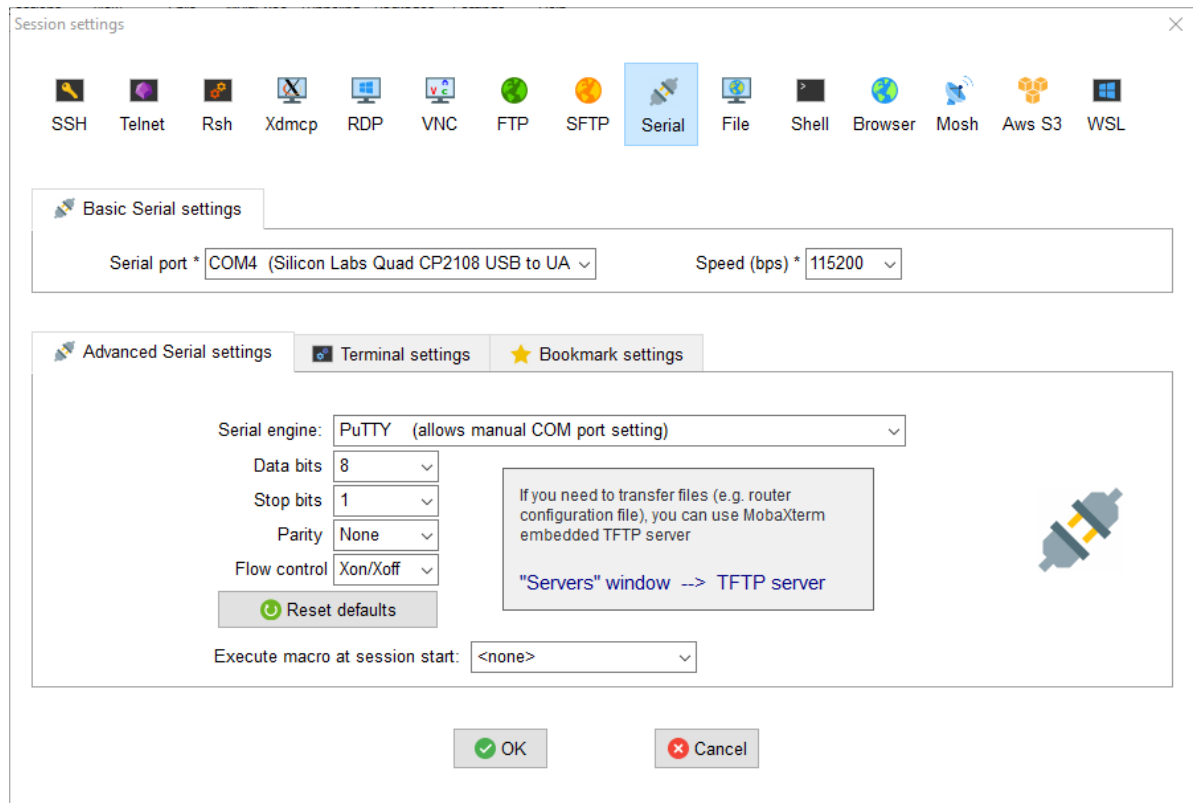 Session settings
SSH Telnet Rsh Xdmcp RDP VNC FTP SFTP Serial File Shell Browser Mosh Aws S3 WSL
Basic Serial settings
Serial port * COM4 (Silicon Labs Quad CP2108 USB to UA Speed (bps) * 115200
Advanced Serial settings Terminal settings Bookmark settings
Serial engine: PuTTY (allows manual COM port setting)
Data bits 8
Stop bits 1
Parity None
Flow control Xon/Xoff
If you need to transfer files (e.g. router
configuration file), you can use MobaXterm
embedded TFTP server
"Servers" window --> TFTP server
Reset defaults
Execute macro at session start: <none>
OK Cancel